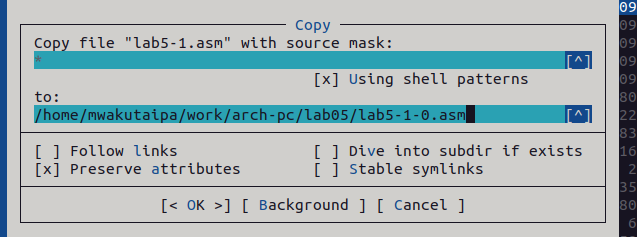 Copy
Copy file "lab5-1.asm" with source mask:
* [^]
[x] Using shell patterns
to:
/home/mwakutaipa/work/arch-pc/lab05/lab5-1-0.asm [^]
[ ] Follow links [ ] Dive into subdir if exists
[x] Preserve attributes [ ] Stable symlinks
[< OK >] [ Background ] [ Cancel ]
09
09
09
09
09
80
22
83
16
2
35
80
6